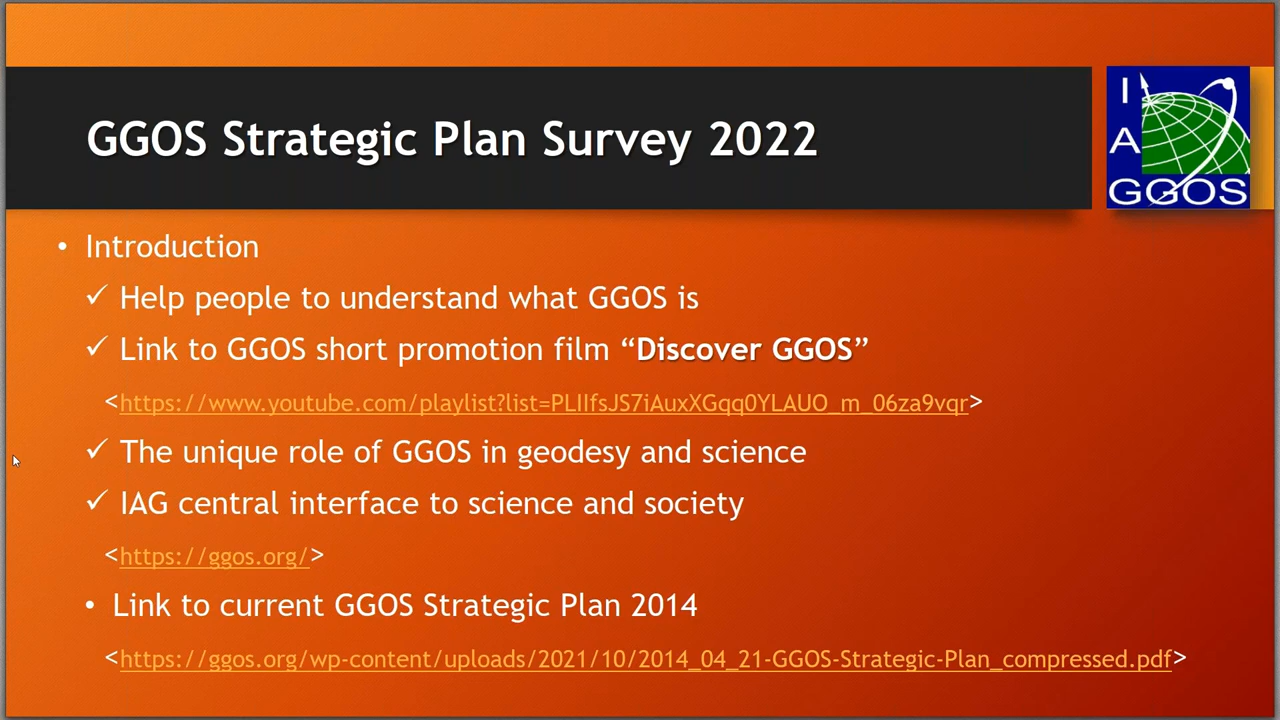 GGOS Strategic Plan Survey 2022
I
A
GGOS
• Introduction
✓ Help people to understand what GGOS is
✓ Link to GGOS short promotion film “Discover GGOS”
<https://www.youtube.com/playlist?list=PLIIfsJS7iAuxXGqq0YLAUO_m_06za9vqr>
✓ The unique role of GGOS in geodesy and science
✓ IAG central interface to science and society
<https://ggos.org/>
• Link to current GGOS Strategic Plan 2014
<https://ggos.org/wp-content/uploads/2021/10/2014_04_21-GGOS-Strategic-Plan_compressed.pdf>